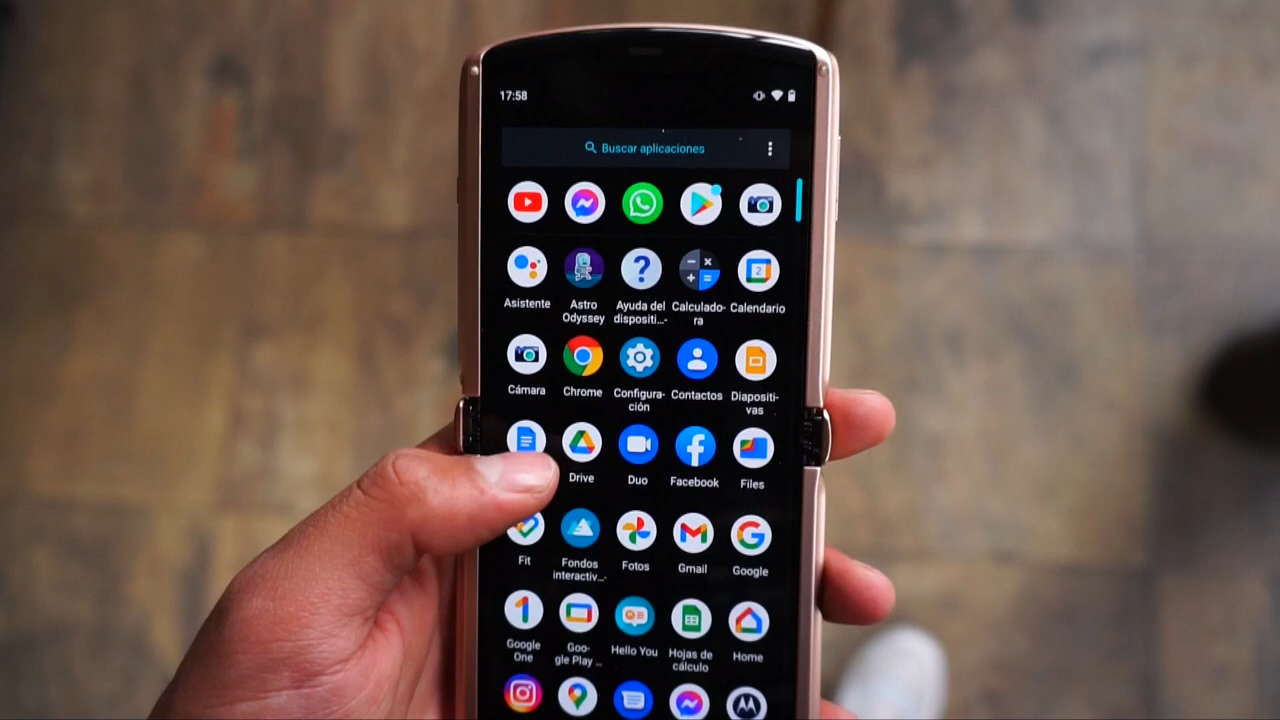 17:58
Buscar aplicaciones
Asistente
Astro
Odyssey
?
Ayuda del
dispositi...-
Calculado-
ra
2
Calendario
Cámara
Chrome
Configura-
ción
Contactos
Diapositi-
vas
Drive
Duo
Facebook
Files
Fit
Fondos
interactiv...-
Fotos
Gmail
Google
Google
One
Goo-
gle Play ...
Hello You
Hojas de
cálculo
Home